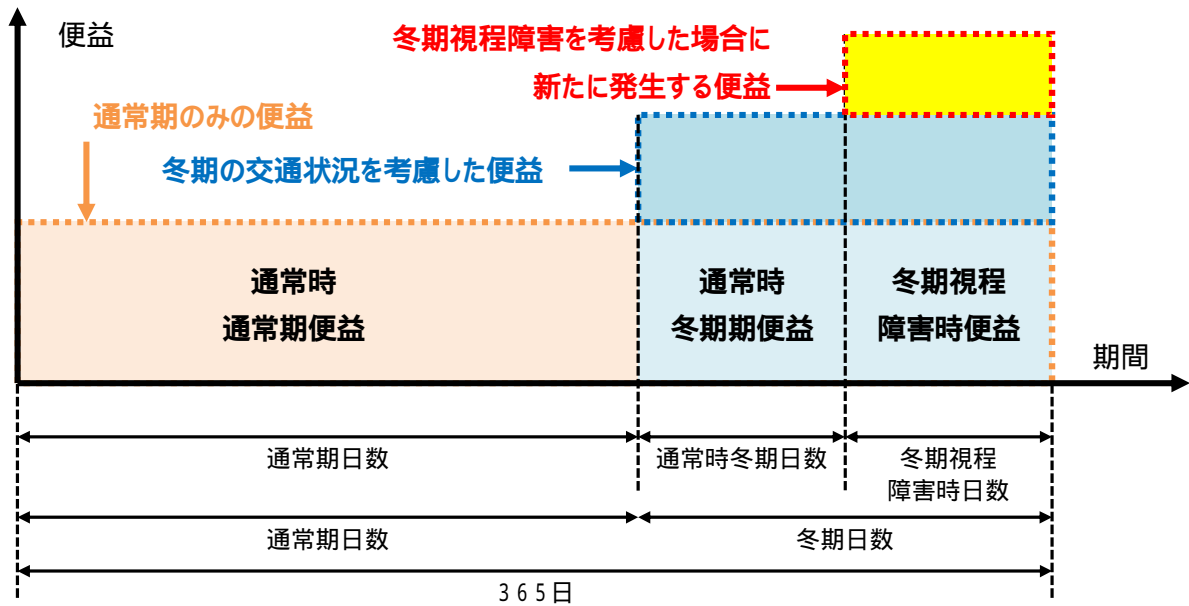 便益
冬期視程障害を考慮した場合に
新たに発生する便益
通常期のみの便益
冬期の交通状況を考慮した便益
通常時
通常期便益
通常時
冬期期便益
冬期視程
障害時便益
期間
通常期日数
通常時冬期日数
冬期視程
障害時日数
通常期日数
冬期日数
365日